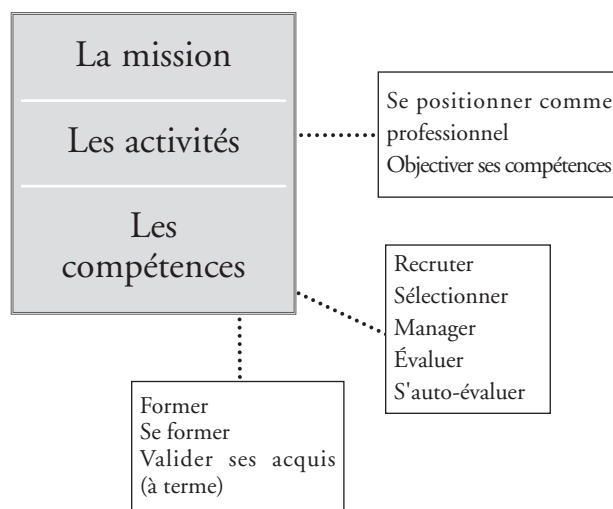 La mission
Les activités
Les
compétences
Se positionner comme
professionnel
Objectiver ses compétences
Recruter
Sélectionner
Manager
Évaluer
S'auto-évaluer
Former
Se former
Valider ses acquis
(à terme)